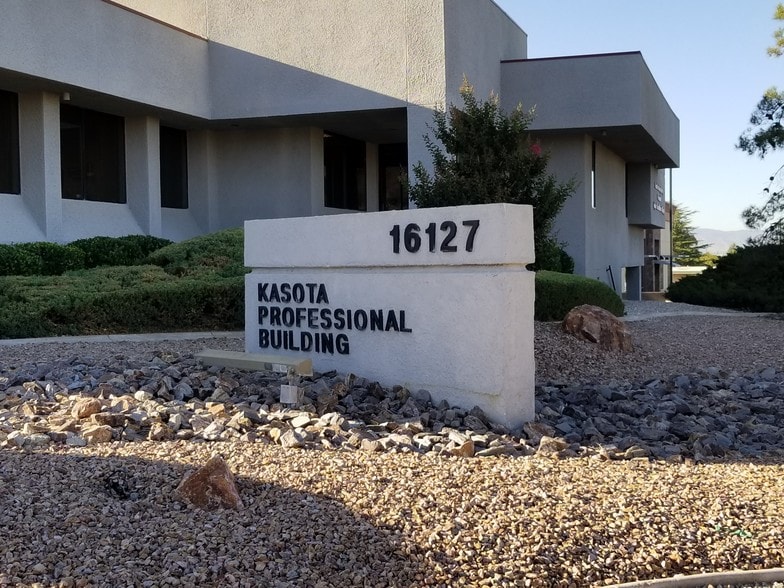 16127
KASOTA
PROFESSIONAL
BUILDING